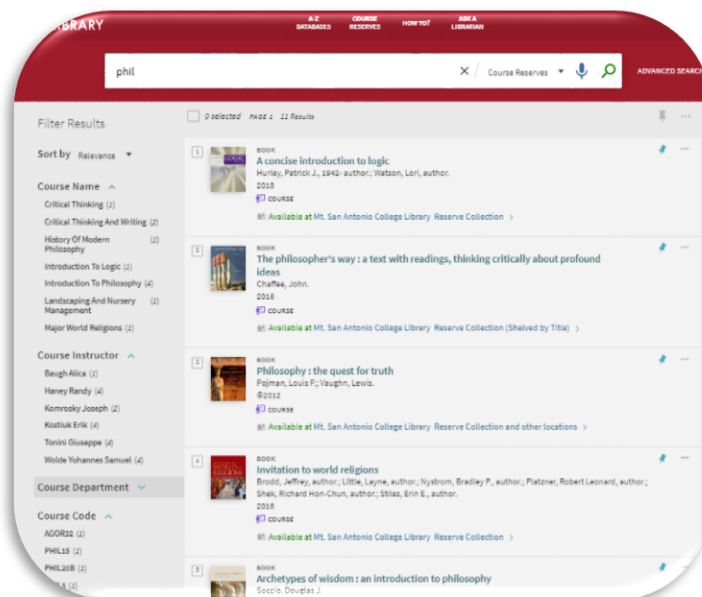 BRARY
A-Z DATABASES
COURSE RESERVES
HOW TO?
ASK A LIBRARIAN
phil
Course Reserves
ADVANCED SEARCH
Filter Results
Sort by Relevance
Course Name
Critical Thinking (1)
Critical Thinking And Writing (2)
History Of Modern (1)
Philosophy
Introduction To Logic (1)
Introduction To Philosophy (4)
Landscaping And Nursery (1)
Management
Major World Religions (1)
Course Instructor
Baugh Alice (1)
Haney Randy (4)
Komrosky Joseph (2)
Kostiuk Erik (4)
Tonini Giuseppe (4)
Wolde Yohannes Samuel (4)
Course Department
Course Code
AGOR32 (1)
PHIL15 (1)
PHIL20B (1)
0 selected PAGE 1 11 Results
1
BOOK
A concise introduction to logic
Hurley, Patrick J., 1942- author.; Watson, Lori, author.
2018
COURSE
Available at Mt. San Antonio College Library Reserve Collection
2
BOOK
The philosopher's way : a text with readings, thinking critically about profound
ideas
Chaffee, John.
2016
COURSE
Available at Mt. San Antonio College Library Reserve Collection (Shelved by Title)
3
BOOK
Philosophy : the quest for truth
Pojman, Louis P.; Vaughn, Lewis.
©2012
COURSE
Available at Mt. San Antonio College Library Reserve Collection and other locations
4
BOOK
Invitation to world religions
Brodd, Jeffrey, author.; Little, Layne, author.; Nystrom, Bradley P., author.; Platzner, Robert Leonard, author.;
Shek, Richard Hon-Chun, author.; Stiles, Erin E., author.
2016
COURSE
Available at Mt. San Antonio College Library Reserve Collection
5
BOOK
Archetypes of wisdom : an introduction to philosophy
Soccio, Douglas J.